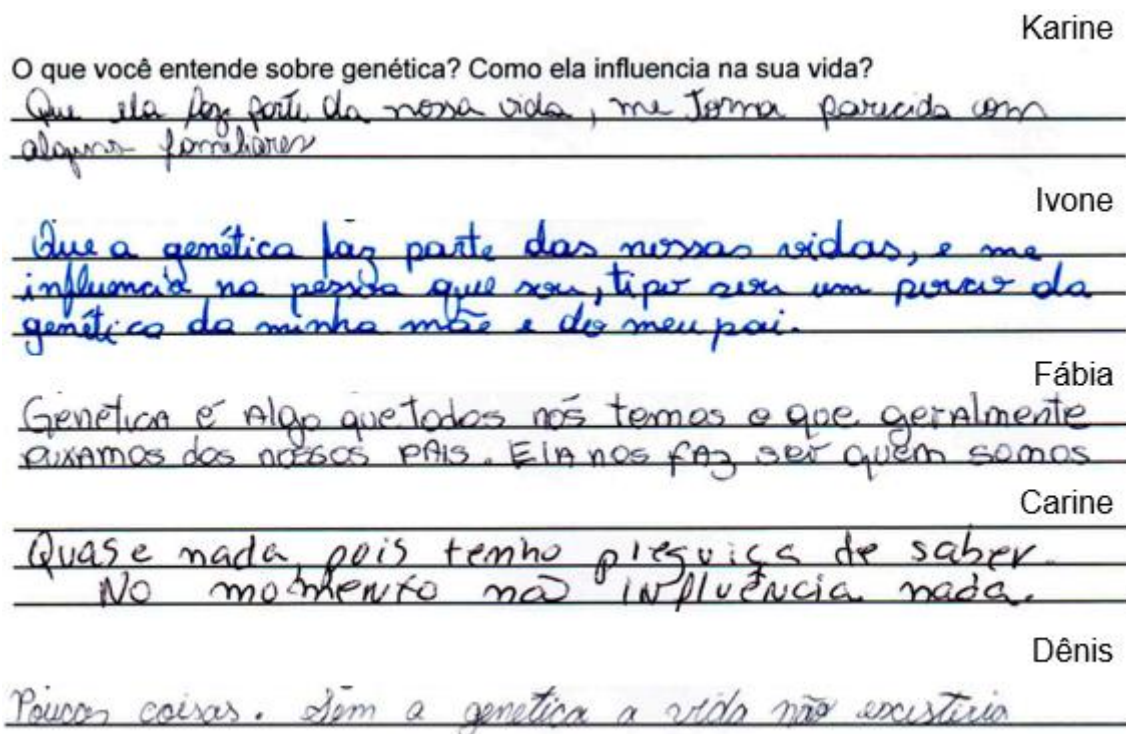 Karine
O que você entende sobre genética? Como ela influencia na sua vida?
Que ela faz parte da nossa vida, me torna parecida com
alguns familiares
Ivone
Que a genética faz parte das nossas vidas, e me
influencia na pessoa que sou, tipo sou um pouco da
genética da minha mãe e do meu pai.
Fábia
Genética é Algo que todos nós temos e que gerAlmente
puxAmos dos nossos pAis. ElA nos fAz ser quem somos
Carine
Quase nada, pois tenho preguiça de saber.
No momento não influência nada.
Dênis
Poucas coisas. Sem a genetica a vida não existiria